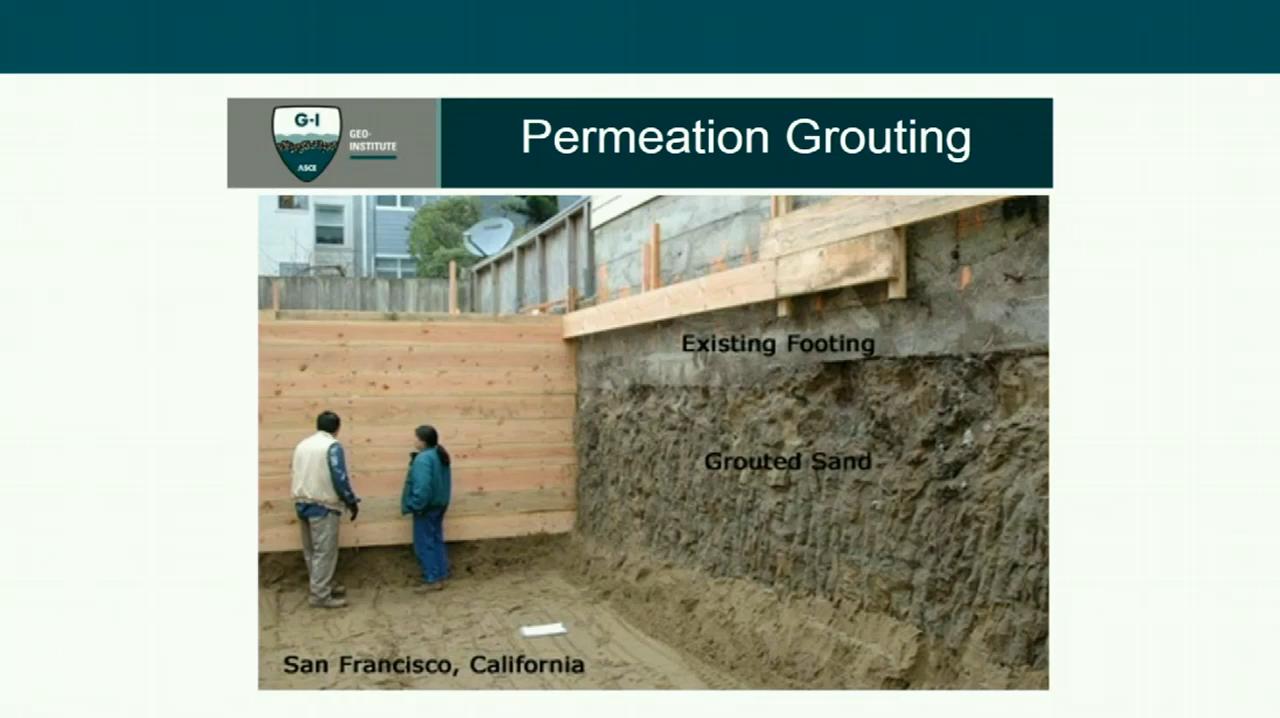 G-I
ASCE
GEO-
INSTITUTE
Permeation Grouting
Existing Footing
Grouted Sand
San Francisco, California